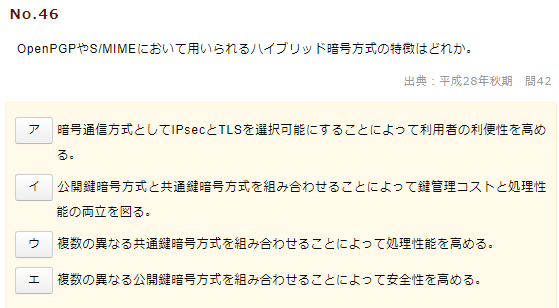 No.46
OpenPGPやS/MIMEにおいて用いられるハイブリッド暗号方式の特徴はどれか。
出典：平成28年秋期　問42
ア 暗号通信方式としてIPsecとTLSを選択可能にすることによって利用者の利便性を高め
る。
イ 公開鍵暗号方式と共通鍵暗号方式を組み合わせることによって鍵管理コストと処理性
能の両立を図る。
ウ 複数の異なる共通鍵暗号方式を組み合わせることによって処理性能を高める。
エ 複数の異なる公開鍵暗号方式を組み合わせることによって安全性を高める。